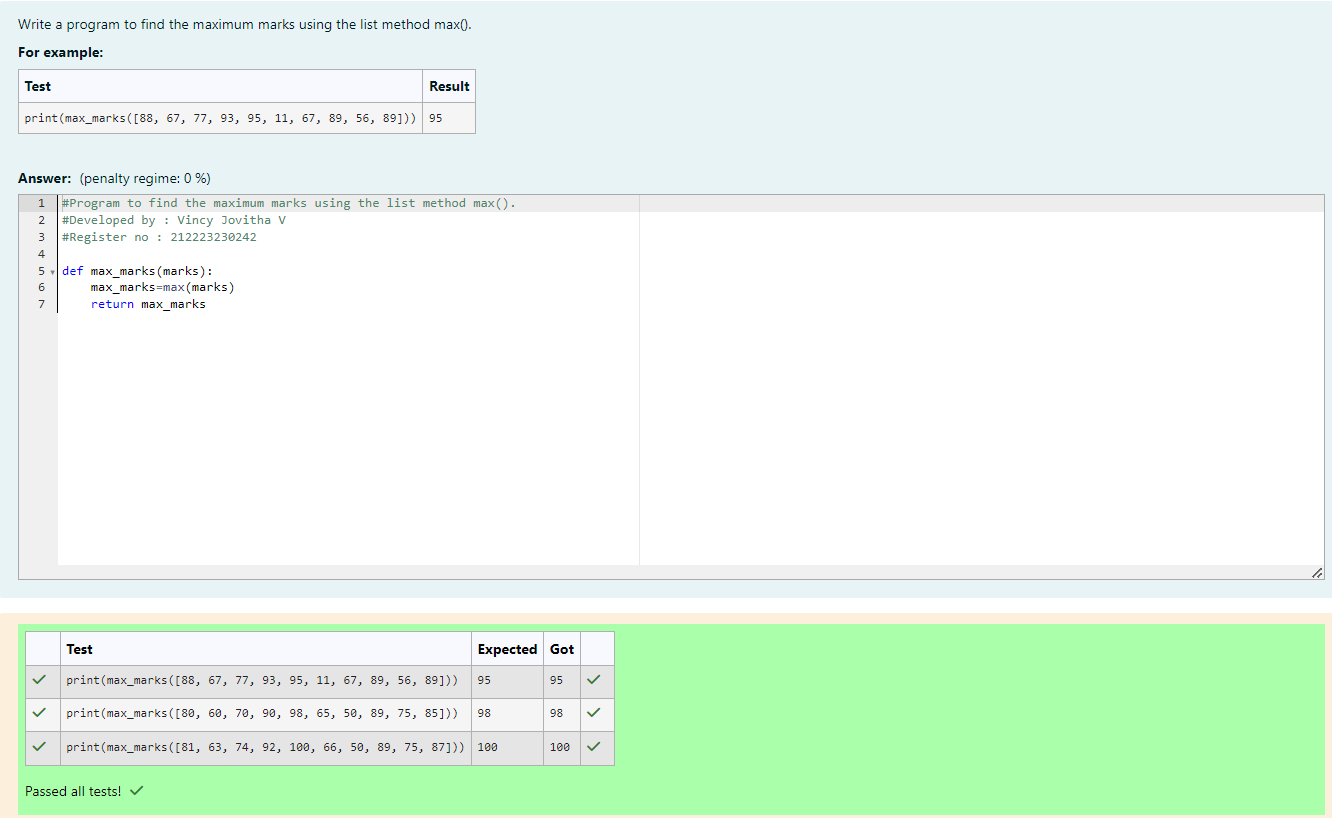 Write a program to find the maximum marks using the list method max().
For example:
Test Result
print(max_marks([88, 67, 77, 93, 95, 11, 67, 89, 56, 89])) 95
Answer: (penalty regime: 0 %)
1 #Program to find the maximum marks using the list method max().
2 #Developed by : Vincy Jovitha V
3 #Register no : 212223230242
4
5 def max_marks(marks):
6 max_marks=max(marks)
7 return max_marks
Test Expected Got
print(max_marks([88, 67, 77, 93, 95, 11, 67, 89, 56, 89])) 95 95
print(max_marks([80, 60, 70, 90, 98, 65, 50, 89, 75, 85])) 98 98
print(max_marks([81, 63, 74, 92, 100, 66, 50, 89, 75, 87])) 100 100
Passed all tests!